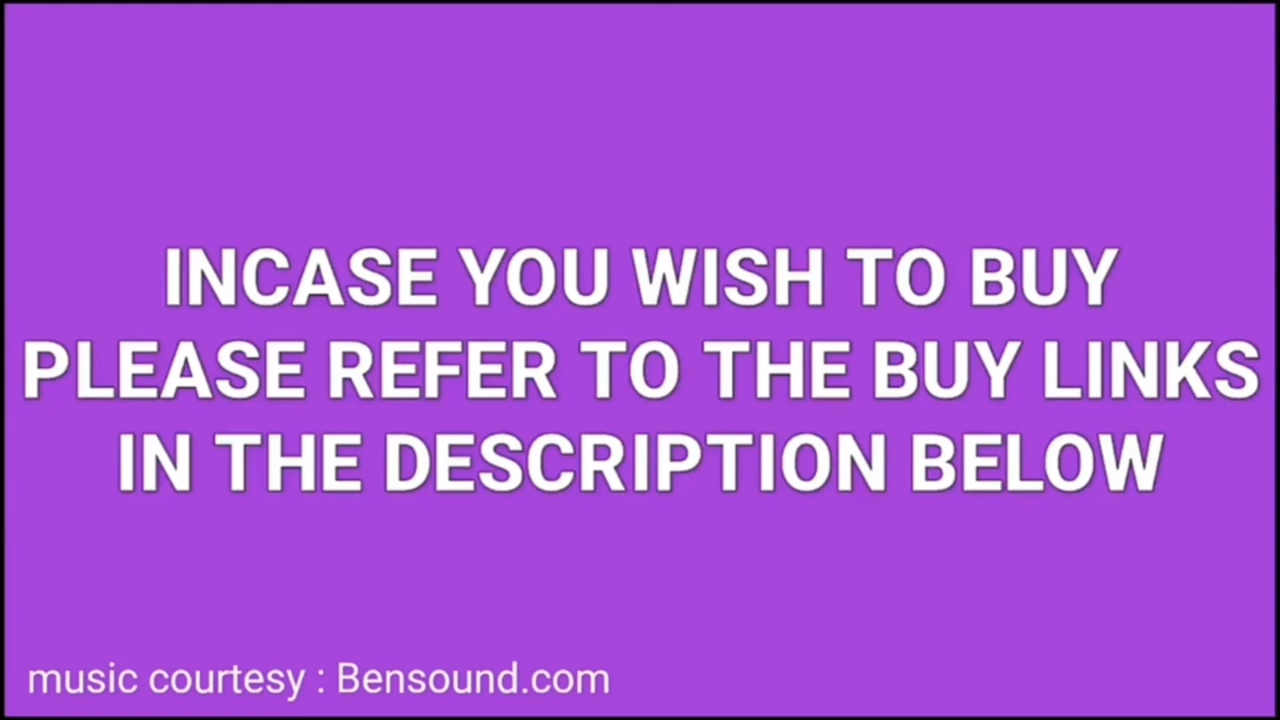 INCASE YOU WISH TO BUY
PLEASE REFER TO THE BUY LINKS
IN THE DESCRIPTION BELOW
music courtesy : Bensound.com